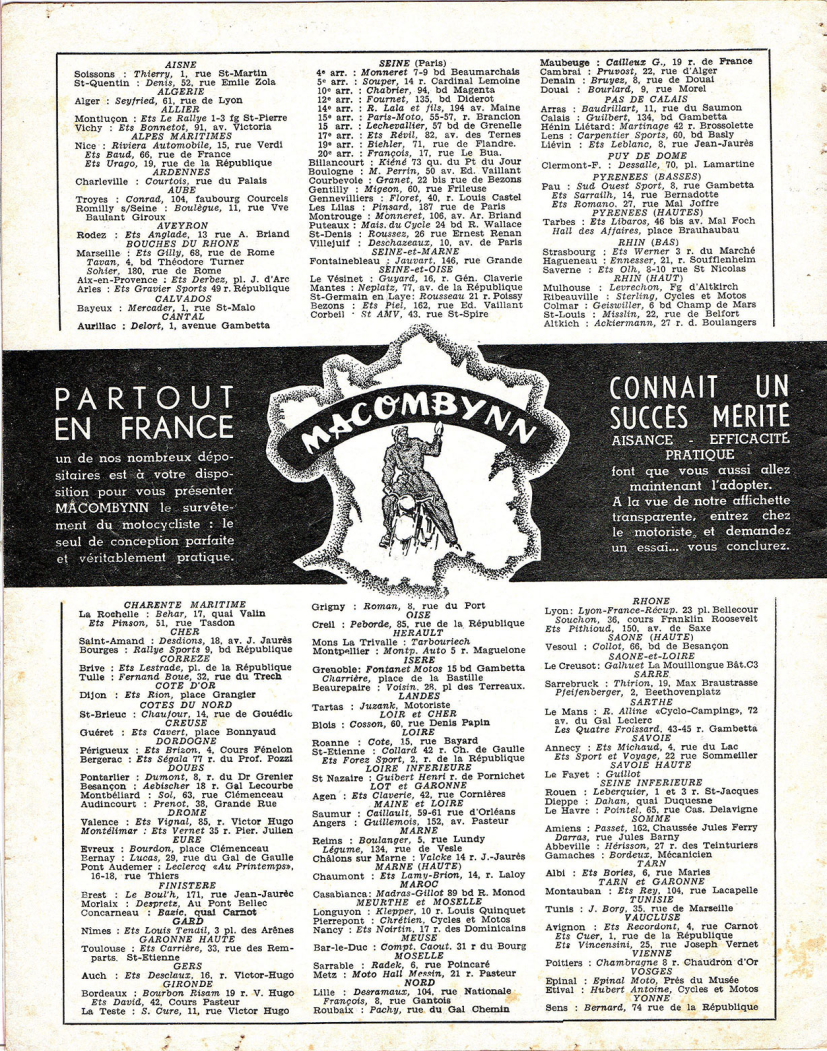 AISNE
Soissons : Thierry, 1, rue St-Martin
St-Quentin : Denis, 52, rue Emile Zola
ALGERIE
Alger : Seyfried, 61, rue de Lyon
ALLIER
Montluçon : Ets Le Rallye 1-3 fg St-Pierre
Vichy : Ets Bonnetot, 91, av. Victoria
ALPES MARITIMES
Nice : Riviera Automobile, 15, rue Verdi
Ets Baud, 66, rue de France
Ets Urago, 19, rue de la République
ARDENNES
Charleville : Courtois, rue du Palais
AUBE
Troyes : Conrad, 104, faubourg Courcels
Romilly s/Seine : Boulègue, 11, rue Vve
Baulant Giroux
AVEYRON
Rodez : Ets Anglade, 13 rue A. Briand
BOUCHES DU RHONE
Marseille : Ets Gilly, 68, rue de Rome
Tavan, 4, bd Théodore Turner
Sohier, 180, rue de Rome
Aix-en-Provence : Ets Derbez, pl. J. d'Arc
Arles : Ets Gravier Sports 49 r. République
CALVADOS
Bayeux : Mercader, 1, rue St-Malo
CANTAL
Aurillac : Delort, 1, avenue Gambetta
SEINE (Paris)
4e arr. : Monneret 7-9 bd Beaumarchais
5e arr. : Souper, 14 r. Cardinal Lemoine
10e arr. : Chabrier, 94, bd Magenta
12e arr. : Fournet, 135, bd Diderot
14e arr. : R. Lala et fils, 194 av. Maine
15e arr. : Paris-Moto, 55-57, r. Brancion
15 arr. : Lechevallier, 57 bd de Grenelle
17e arr. : Ets Révil, 82, av. des Ternes
19e arr. : Biehler, 71, rue de Flandre.
20e arr. : François, 17, rue Le Bua.
Billancourt : Kiéné 73 qu. du Pt du Jour
Boulogne : M. Perrin, 50 av. Ed. Vaillant
Courbevoie : Granet, 22 bis rue de Bezons
Gentilly : Migeon, 60, rue Frileuse
Gennevilliers : Floret, 40, r. Louis Castel
Les Lilas : Pinsard, 187 rue de Paris
Montrouge : Monneret, 106, av. Ar. Briand
Puteaux : Mais. du Cycle 24 bd R. Wallace
St-Denis : Roussez, 26 rue Ernest Renan
Villejuif : Deschazeaux, 10, av. de Paris
SEINE-et-MARNE
Fontainebleau : Jauvart, 146, rue Grande
SEINE-et-OISE
Le Vésinet : Guyard, 16, r. Gén. Claverie
Mantes : Neplatz, 77, av. de la République
St-Germain en Laye : Rousseau 21 r. Poissy
Bezons : Ets Piel, 162, rue Ed. Vaillant
Corbeil : St AMV, 43, rue St-Spire
Maubeuge : Cailleux G., 19 r. de France
Cambrai : Pruvost, 22, rue d'Alger
Denain : Bruyez, 8, rue de Douai
Douai : Bourlard, 9, rue Morel
PAS DE CALAIS
Arras : Baudrillart, 11, rue du Saumon
Calais : Guilbert, 134, bd Gambetta
Hénin Liétard : Martinage 42 r. Brossolette
Lens : Carpentier Sports, 60, bd Basly
Liévin : Ets Leblanc, 8, rue Jean-Jaurès
PUY DE DOME
Clermont-F. : Dessalle, 70, pl. Lamartine
PYRENEES (BASSES)
Pau : Sud Ouest Sport, 8, rue Gambetta
Ets Sarrailh, 14, rue Bernadotte
Ets Romano. 27, rue Mal Joffre
PYRENEES (HAUTES)
Tarbes : Ets Libaros, 46 bis av. Mal Foch
Hall des Affaires, place Brauhaubau
RHIN (BAS)
Strasbourg : Ets Werner 3 r. du Marché
Hagueneau : Ennesser, 21, r. Soufflenheim
Saverne : Ets Olh, 8-10 rue St Nicolas
RHIN (HAUT)
Mulhouse : Levrechon, Fg d'Altkirch
Ribeauville : Sterling, Cycles et Motos
Colmar : Geiswiller, 6 bd Champ de Mars
St-Louis : Misslin, 22, rue de Belfort
Altkich : Ackiermann, 27 r. d. Boulangers
PARTOUT
EN FRANCE
un de nos nombreux dépo-
sitaires est à votre dispo-
sition pour vous présenter
MACOMBYNN le survête-
ment du motocycliste : le
seul de conception parfaite
et véritablement pratique.
MACOMBYNN
CONNAIT UN
SUCCÈS MÉRITÉ
AISANCE - EFFICACITÉ
PRATIQUE
font que vous aussi allez
maintenant l'adopter.
A la vue de notre affichette
transparente, entrez chez
le motoriste, et demandez
un essai... vous conclurez.
CHARENTE MARITIME
La Rochelle : Behar, 17, quai Valin
Ets Pinson, 51, rue Tasdon
CHER
Saint-Amand : Desdions, 18, av. J. Jaurès
Bourges : Rallye Sports 9, bd République
CORREZE
Brive : Ets Lestrade, pl. de la République
Tulle : Fernand Boue, 32, rue du Trech
COTE D'OR
Dijon : Ets Rion, place Grangier
COTES DU NORD
St-Brieuc : Chaufour, 14, rue de Gouédic
CREUSE
Guéret : Ets Cavert, place Bonnyaud
DORDOGNE
Périgueux : Ets Brizon, 4, Cours Fénelon
Bergerac : Ets Ségala 77 r. du Prof. Pozzi
DOUBS
Pontarlier : Dumont, 8, r. du Dr Grenier
Besançon : Aebischer 18 r. Gal Lecourbe
Montbéliard : Sol, 63, rue Clémenceau
Audincourt : Prenot, 38, Grande Rue
DROME
Valence : Ets Vignal, 85, r. Victor Hugo
Montélimar : Ets Vernet 35 r. Pier. Julien
EURE
Evreux : Bourdon, place Clémenceau
Bernay : Lucas, 29, rue du Gal de Gaulle
Pont Audemer : Leclercq «Au Printemps»,
16-18, rue Thiers
FINISTERE
Brest : Le Boul'h, 171, rue Jean-Jaurèc
Morlaix : Despretz, Au Pont Bellec
Concarneau : Bazie, quai Carnot
GARD
Nimes : Ets Louis Tendil, 3 pl. des Arênes
GARONNE HAUTE
Toulouse : Ets Carrière, 33, rue des Rem-
parts. St-Etienne
GERS
Auch : Ets Desclaux, 16, r. Victor-Hugo
GIRONDE
Bordeaux : Bourbon Risam 19 r. V. Hugo
Ets David, 42, Cours Pasteur
La Teste : S. Cure, 11, rue Victor Hugo
Grigny : Roman, 8, rue du Port
OISE
Creil : Peborde, 85, rue de la République
HERAULT
Mons La Trivalle : Tarbouriech
Montpellier : Montp. Auto 5 r. Maguelone
ISERE
Grenoble : Fontanet Motos 15 bd Gambetta
Charrière, place de la Bastille
Beaurepaire : Voisin. 28, pl des Terreaux.
LANDES
Tartas : Juzank, Motoriste
LOIR et CHER
Blois : Cosson, 60, rue Denis Papin
LOIRE
Roanne : Cote, 15, rue Bayard
St-Etienne : Collard 42 r. Ch. de Gaulle
Ets Forez Sport, 2, r. de la République
LOIRE INFERIEURE
St Nazaire : Guibert Henri r. de Pornichet
LOT ET GARONNE
Agen : Ets Claverie, 42, rue Cornières
MAINE et LOIRE
Saumur : Caillault, 59-61 rue d'Orléans
Angers : Guillemois, 152, av. Pasteur
MARNE
Reims : Boulanger, 5, rue Lundy
Légume, 134, rue de Vesle
Châlons sur Marne : Valcke 14 r. J.-Jaurès
MARNE (HAUTE)
Chaumont : Ets Lamy-Brion, 14, r. Laloy
MAROC
Casablanca : Madras-Gillot 89 bd R. Monod
MEURTHE et MOSELLE
Longuyon : Klepper, 10 r. Louis Quinquet
Pierrepont : Chrétien, Cycles et Motos
Nancy : Ets Noirtin, 17 r. des Dominicains
MEUSE
Bar-le-Duc : Compt. Caout. 31 r du Bourg
MOSELLE
Sarrable : Radek, 6, rue Poincaré
Metz : Moto Hall Messin, 21 r. Pasteur
NORD
Lille : Desramaux, 104, rue Nationale
François, 8, rue Gantois
Roubaix : Pachy, rue du Gal Chemin
RHONE
Lyon : Lyon-France-Récup. 23 pl. Bellecour
Souchon, 36, cours Franklin Roosevelt
Ets Pithioud, 150, av. de Saxe
SAONE (HAUTE)
Vesoul : Collot, 66, bd de Besançon
SAONE-et-LOIRE
Le Creusot : Galhuet La Mouillongue Bât.C3
SARRE
Sarrebruck : Thirion, 19, Max Braustrasse
Pfeifenberger, 2, Beethovenplatz
SARTHE
Le Mans : R. Alline «Cyclo-Camping», 72
av. du Gal Leclerc
Les Quatre Froissard, 43-45 r. Gambetta
SAVOIE
Annecy : Ets Michaud, 4, rue du Lac
Ets Sport et Voyage, 22 rue Sommeiller
SAVOIE HAUTE
Le Fayet : Guillot
SEINE INFERIEURE
Rouen : Leberquier, 1 et 3 r. St-Jacques
Dieppe : Dahan, quai Duquesne
Le Havre : Pointel, 65, rue Cas. Delavigne
SOMME
Amiens : Passet, 162, Chaussée Jules Ferry
Darras, rue Jules Barny
Abbeville : Hérisson, 27 r. des Teinturiers
Gamaches : Bordeux, Mécanicien
TARN
Albi : Ets Bories, 6, rue Maries
TARN et GARONNE
Montauban : Ets Rey, 104, rue Lacapelle
TUNISIE
Tunis : J. Borg, 35, rue de Marseille
VAUCLUSE
Avignon : Ets Recordont, 4, rue Carnot
Ets Cuer, 1, rue de la République
Ets Vincensini, 25, rue Joseph Vernet
VIENNE
Poitiers : Chambragne 8 r. Chaudron d'Or
VOSGES
Epinal : Epinal Moto, Près du Musée
Etival : Hubert Antoine, Cycles et Motos
YONNE
Sens : Bernard, 74 rue de la République